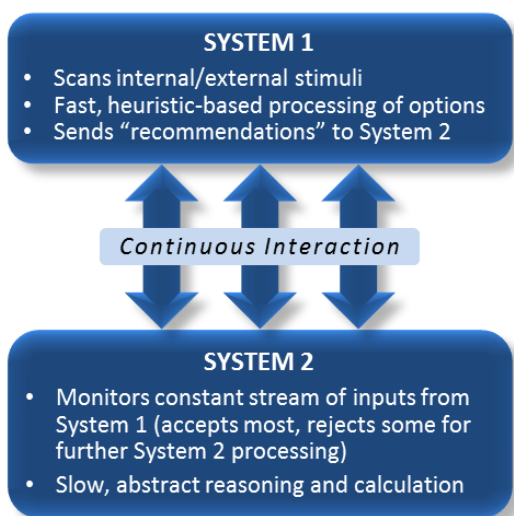 SYSTEM 1
• Scans internal/external stimuli
• Fast, heuristic-based processing of options
• Sends “recommendations” to System 2
Continuous Interaction
SYSTEM 2
• Monitors constant stream of inputs from
System 1 (accepts most, rejects some for
further System 2 processing)
• Slow, abstract reasoning and calculation